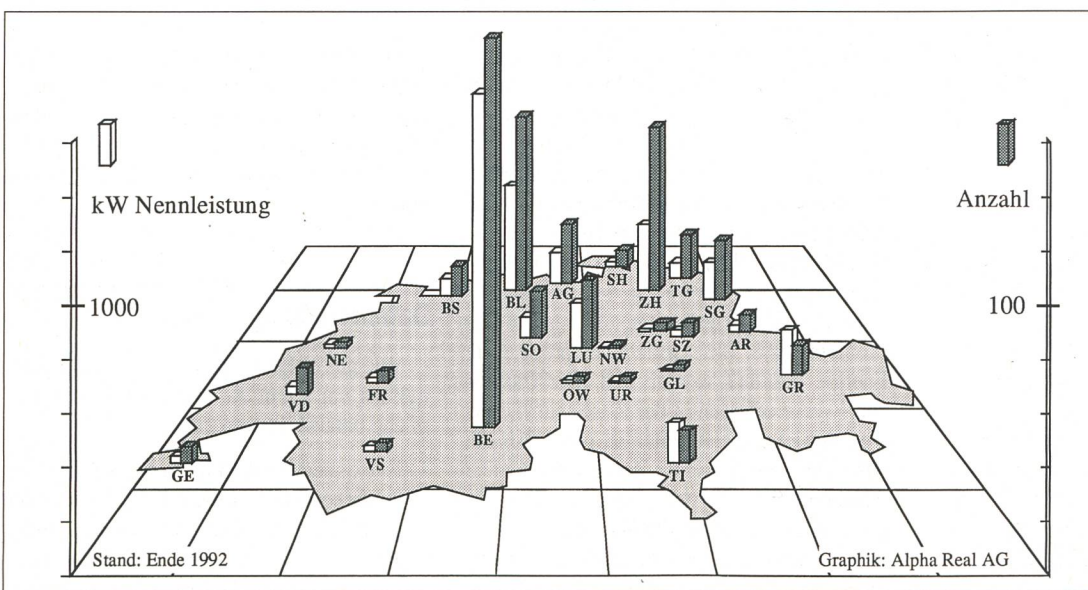 kW Nennleistung
Anzahl
1000
100
BS
BL
AG
SH
ZH
TG
SG
SO
LU
NW
ZG
SZ
AR
NE
VD
FR
OW
UR
GL
GR
BE
GE
VS
TI
Stand: Ende 1992
Graphik: Alpha Real AG